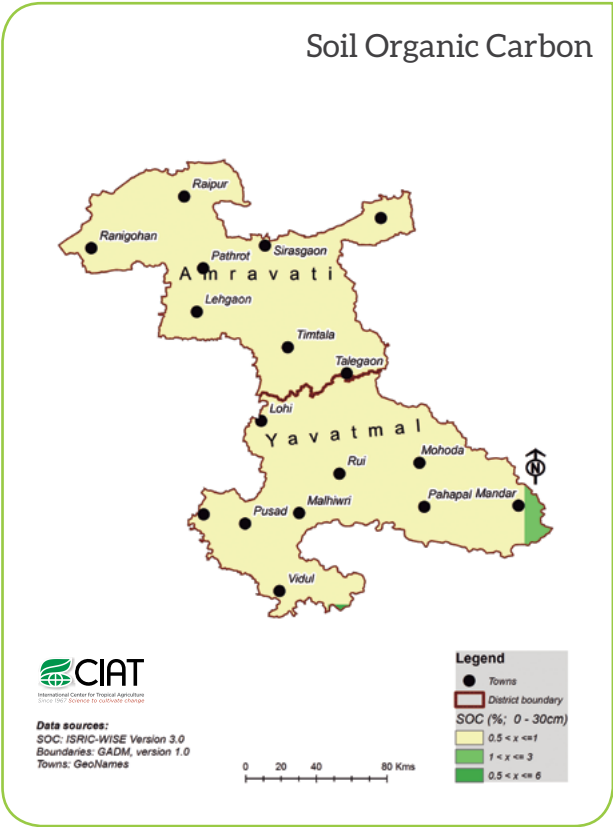 Soil Organic Carbon
Raipur
Ranigohan
Pathrot
Sirasgaon
Amravati
Lehgaon
Timtala
Talegaon
Lohi
Yavatmal
Mohoda
Rui
Pahapal Mandar
Pusad
Malhiwri
Vidul
N
CIAT
International Center for Tropical Agriculture
Since 1967 Science to cultivate change
Data sources:
SOC: ISRIC-WISE Version 3.0
Boundaries: GADM, version 1.0
Towns: GeoNames
0 20 40 80 Kms
Legend
Towns
District boundary
SOC (%; 0 - 30cm)
0.5 < x <=1
1 < x <= 3
0.5 < x <= 6